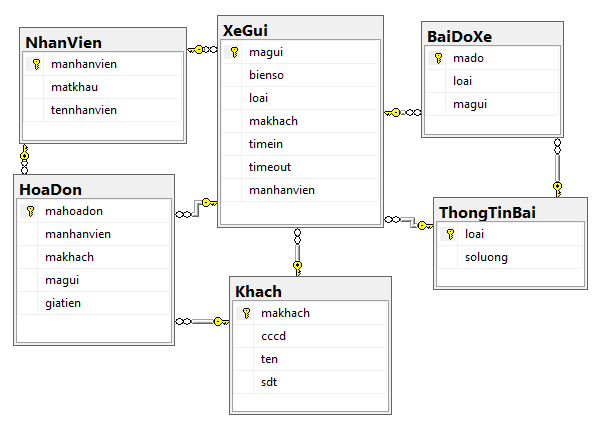 NhanVien
manhanvien
matkhau
tennhanvien
XeGui
magui
bienso
loai
makhach
timein
timeout
manhanvien
BaiDoXe
mado
loai
magui
HoaDon
mahoadon
manhanvien
makhach
magui
giatien
ThongTinBai
loai
soluong
Khach
makhach
cccd
ten
sdt